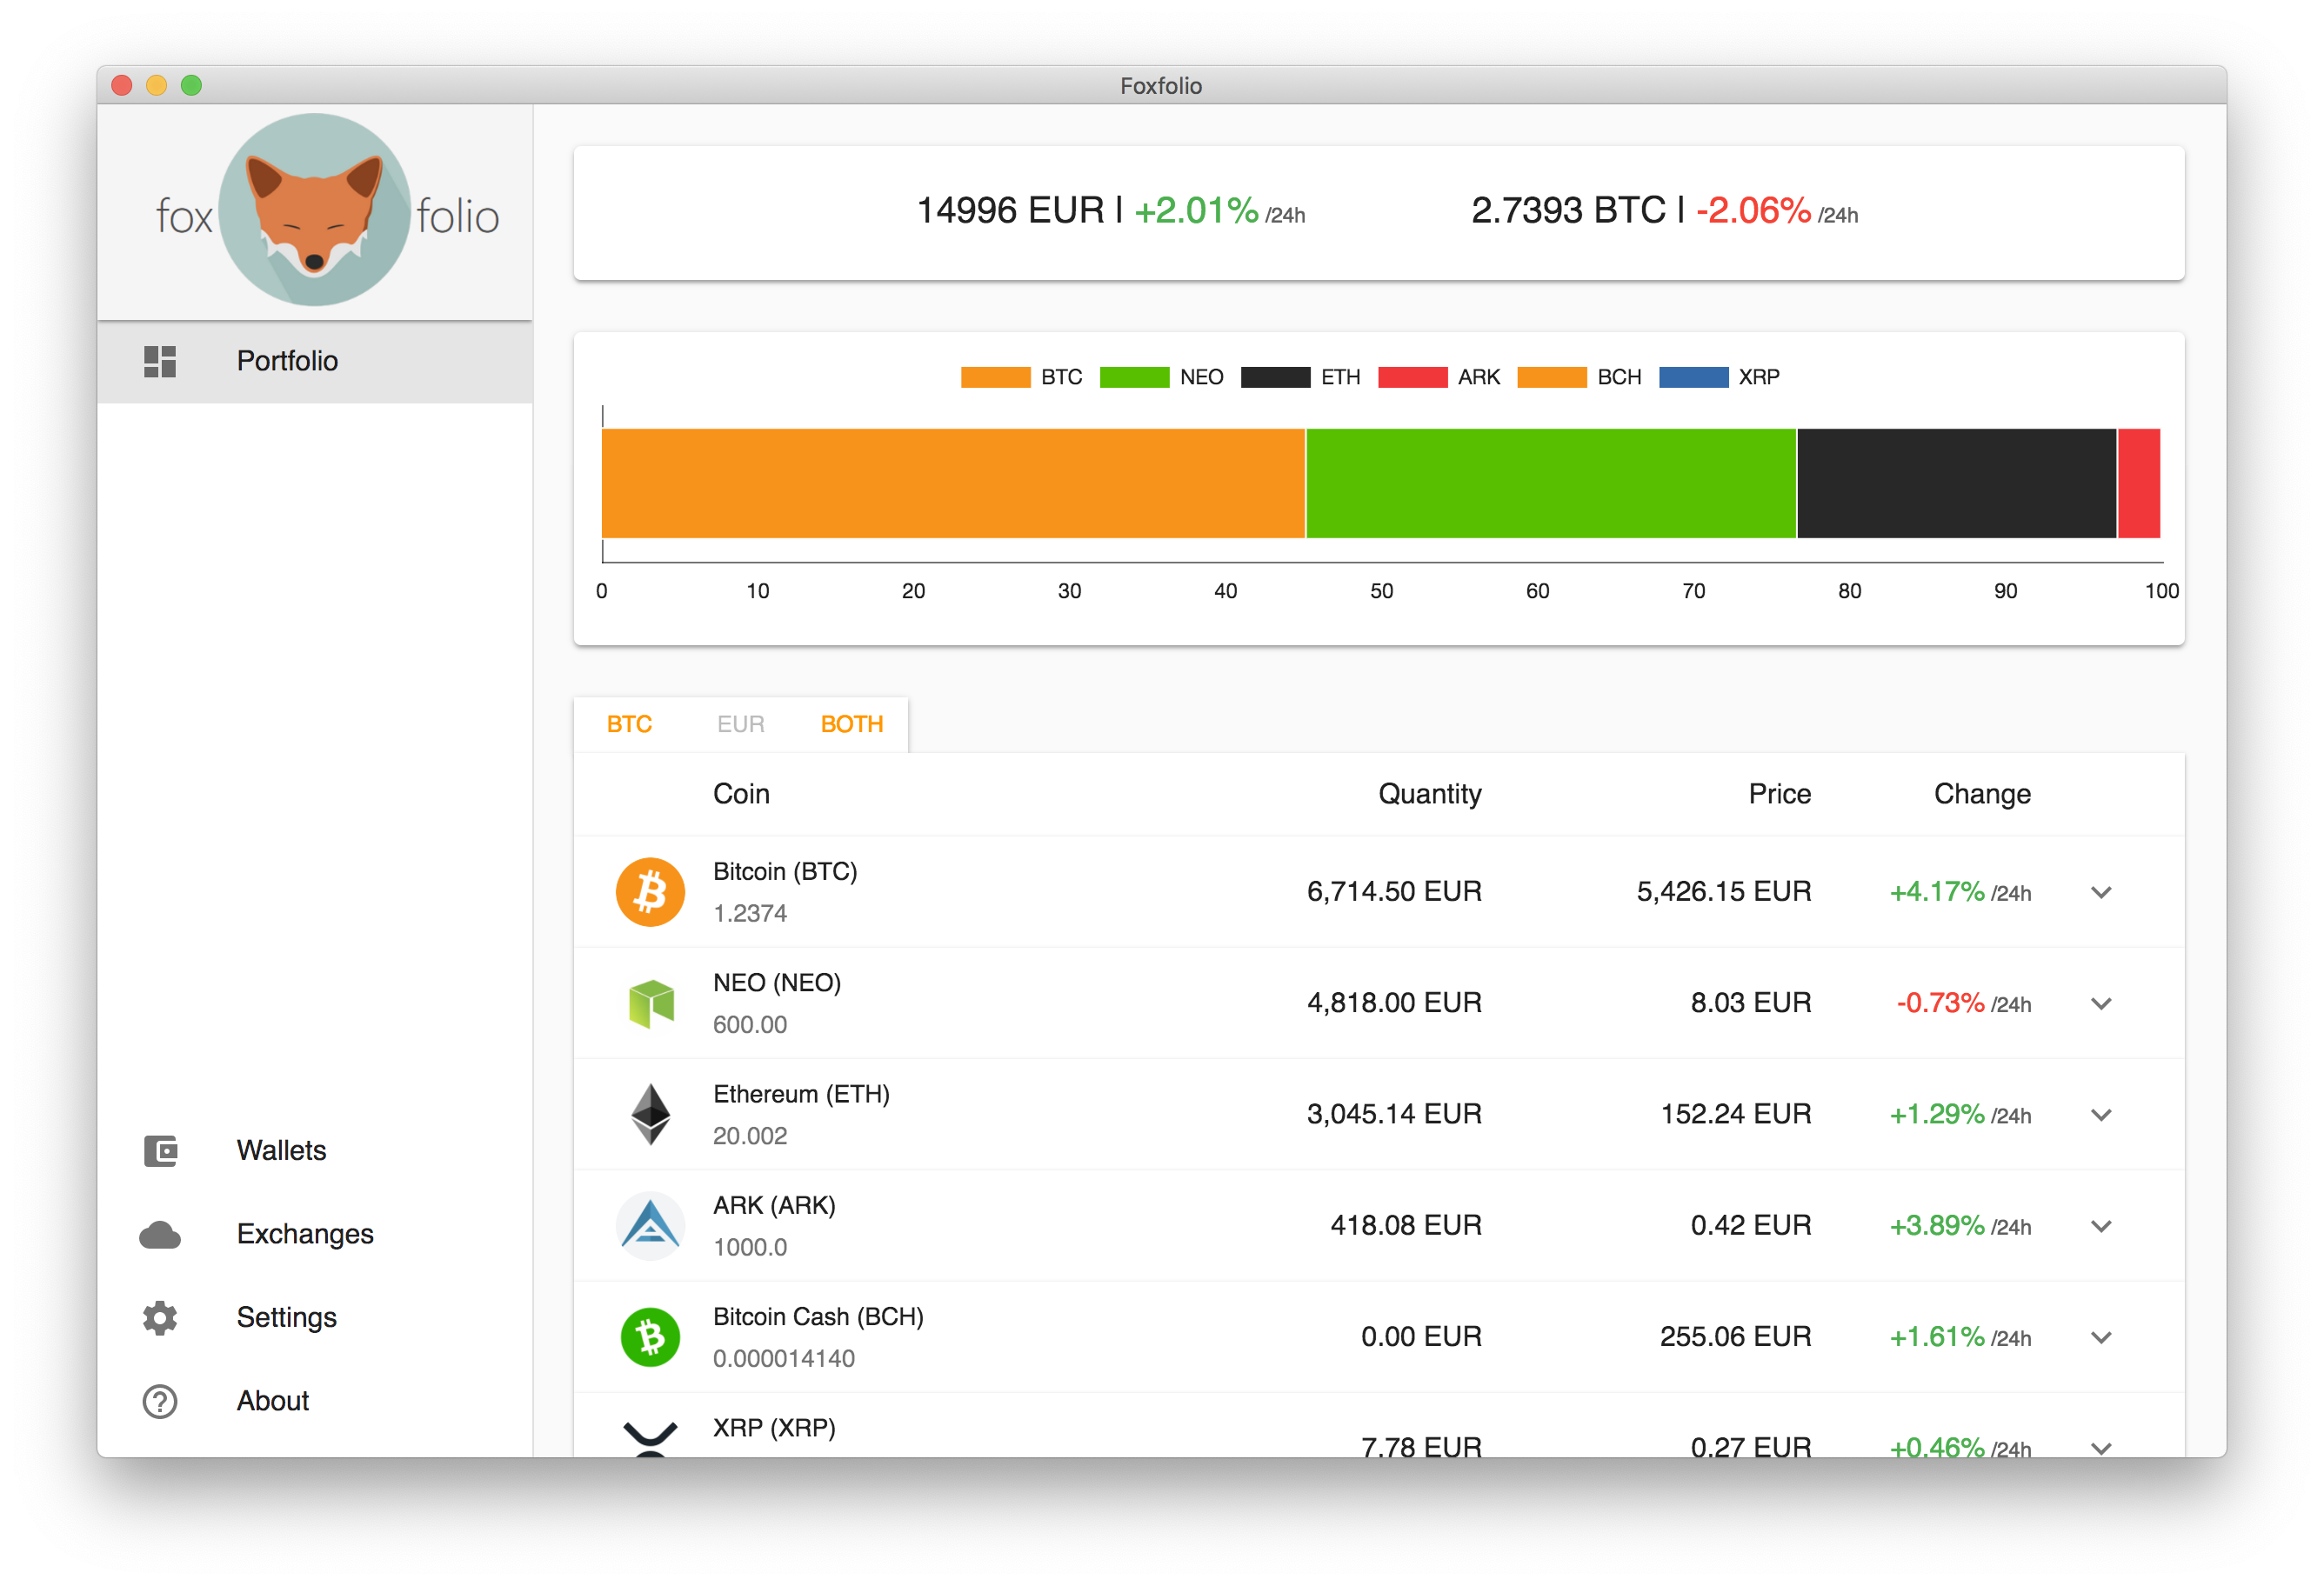 Foxfolio
fox folio
14996 EUR | +2.01% /24h 2.7393 BTC | -2.06% /24h
Portfolio
BTC NEO ETH ARK BCH XRP
0 10 20 30 40 50 60 70 80 90 100
BTC EUR BOTH
Coin Quantity Price Change
Bitcoin (BTC)
1.2374
6,714.50 EUR 5,426.15 EUR +4.17% /24h
NEO (NEO)
600.00
4,818.00 EUR 8.03 EUR -0.73% /24h
Ethereum (ETH)
20.002
3,045.14 EUR 152.24 EUR +1.29% /24h
ARK (ARK)
1000.0
418.08 EUR 0.42 EUR +3.89% /24h
Bitcoin Cash (BCH)
0.000014140
0.00 EUR 255.06 EUR +1.61% /24h
XRP (XRP)
7.78 EUR 0.27 EUR +0.46% /24h
Wallets
Exchanges
Settings
About